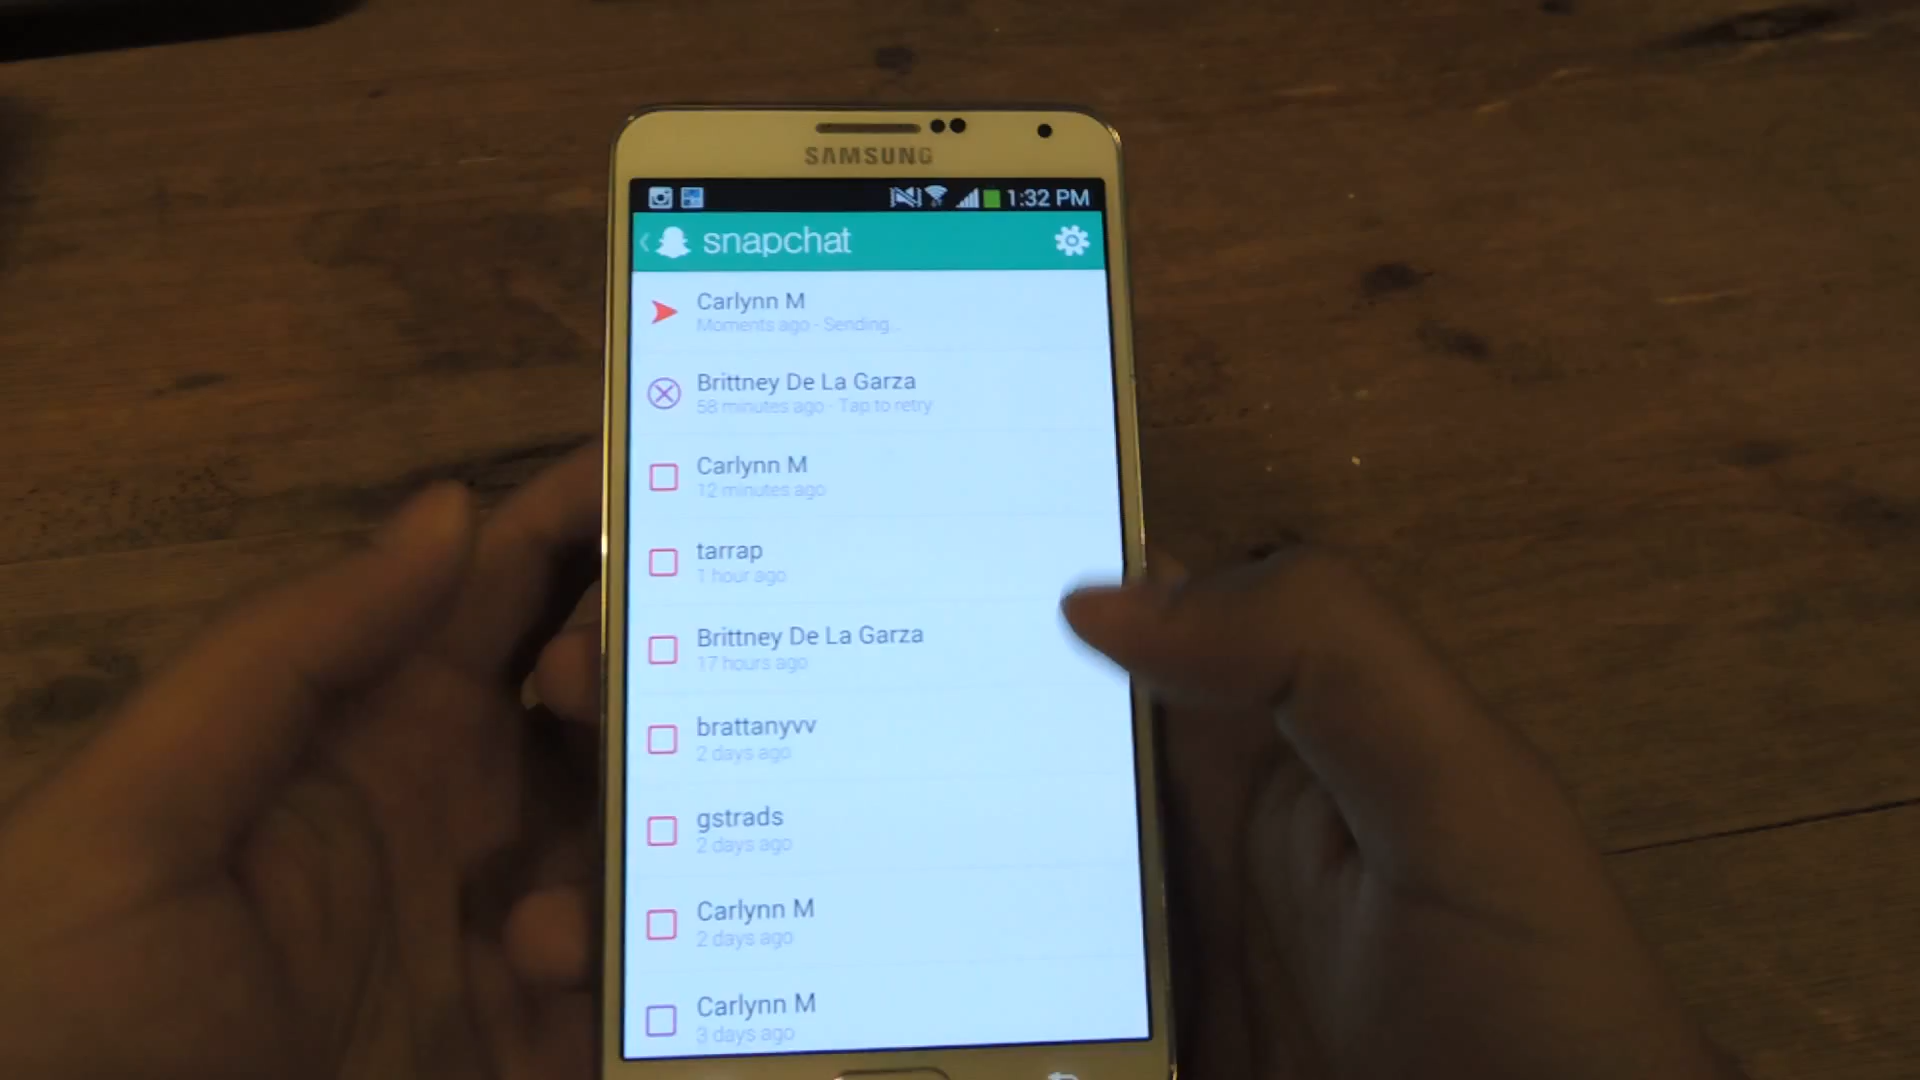 SAMSUNG
1:32 PM
snapchat
Carlynn M
Moments ago - Sending...
Brittney De La Garza
58 minutes ago - Tap to retry
Carlynn M
12 minutes ago
tarrap
1 hour ago
Brittney De La Garza
17 hours ago
brattanyvv
2 days ago
gstrads
2 days ago
Carlynn M
2 days ago
Carlynn M
3 days ago